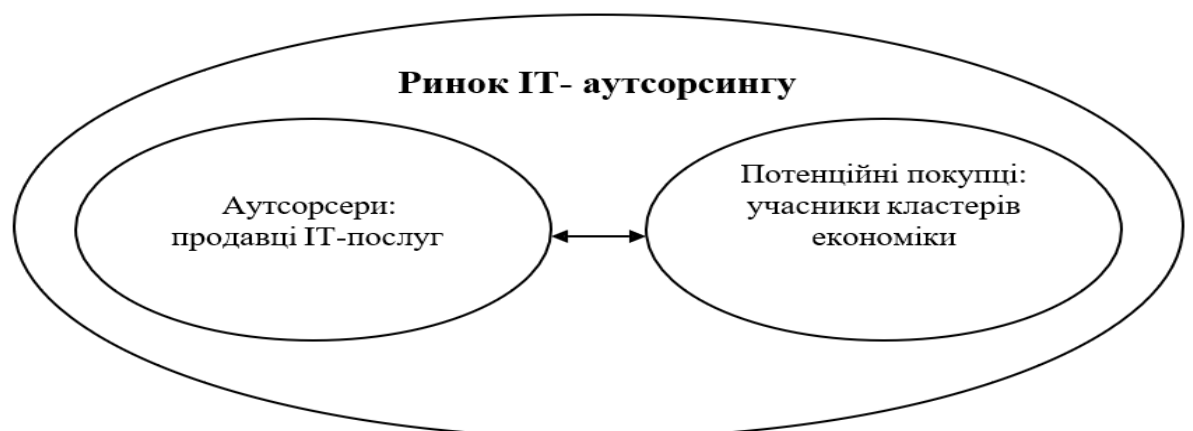 Ринок ІТ- аутсорсингу
Аутсорсери:
продавці ІТ-послуг
Потенційні покупці:
учасники кластерів
економіки